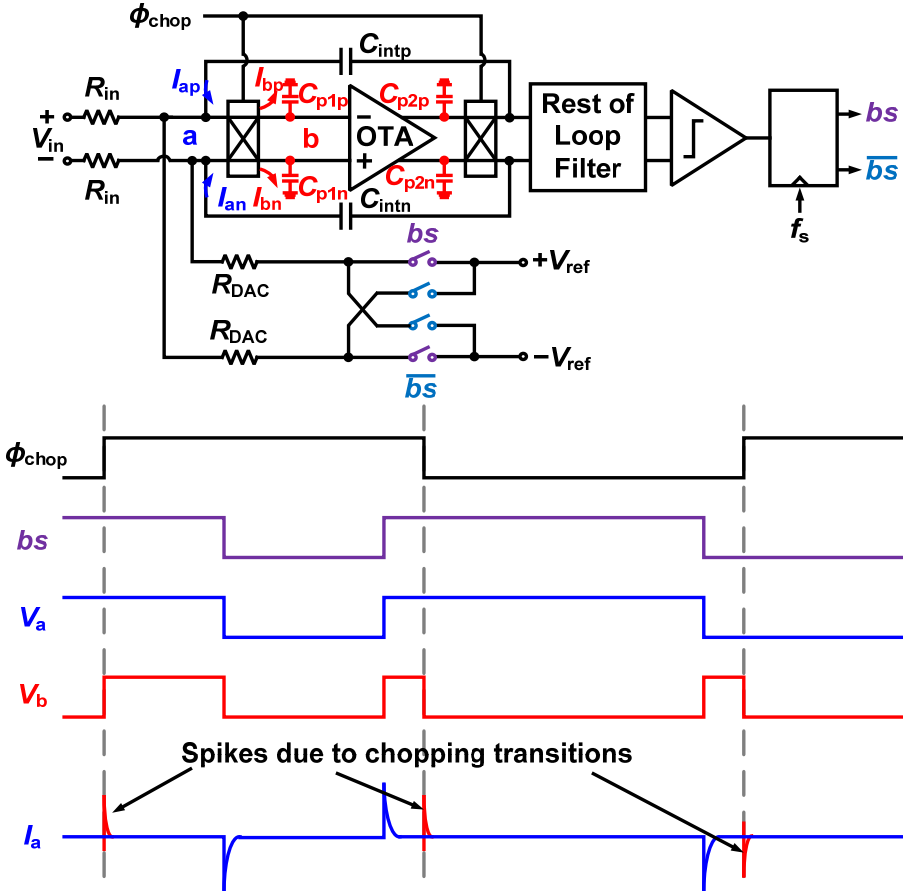 ϕchop
Cintp
Rin
Iap
Ibp
Cp1p
Cp2p
+
Vin
−
a
b
−
OTA
+
Rest of
Loop
Filter
bs
bs
Rin
Ian
Ibn
Cp1n
Cp2n
Cintn
fs
bs
RDAC
+Vref
RDAC
−Vref
bs
ϕchop
bs
Va
Vb
Spikes due to chopping transitions
Ia